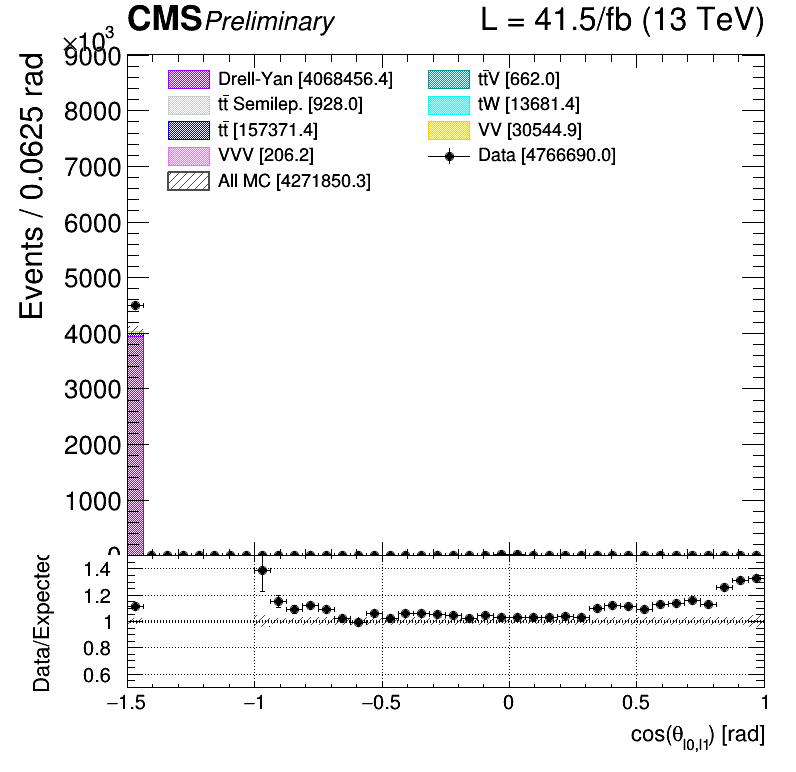 CMS Preliminary L = 41.5/fb (13 TeV)
×10³
Events / 0.0625 rad
9000
8000
7000
6000
5000
4000
3000
2000
1000
0
Drell-Yan [4068456.4]
tt̄ Semilep. [928.0]
tt̄ [157371.4]
VVV [206.2]
All MC [4271850.3]
tt̄V [662.0]
tW [13681.4]
VV [30544.9]
Data [4766690.0]
Data/Expected
1.4
1.2
1
0.8
0.6
−1.5 −1 −0.5 0 0.5 1
cos(θ_l0,l1) [rad]